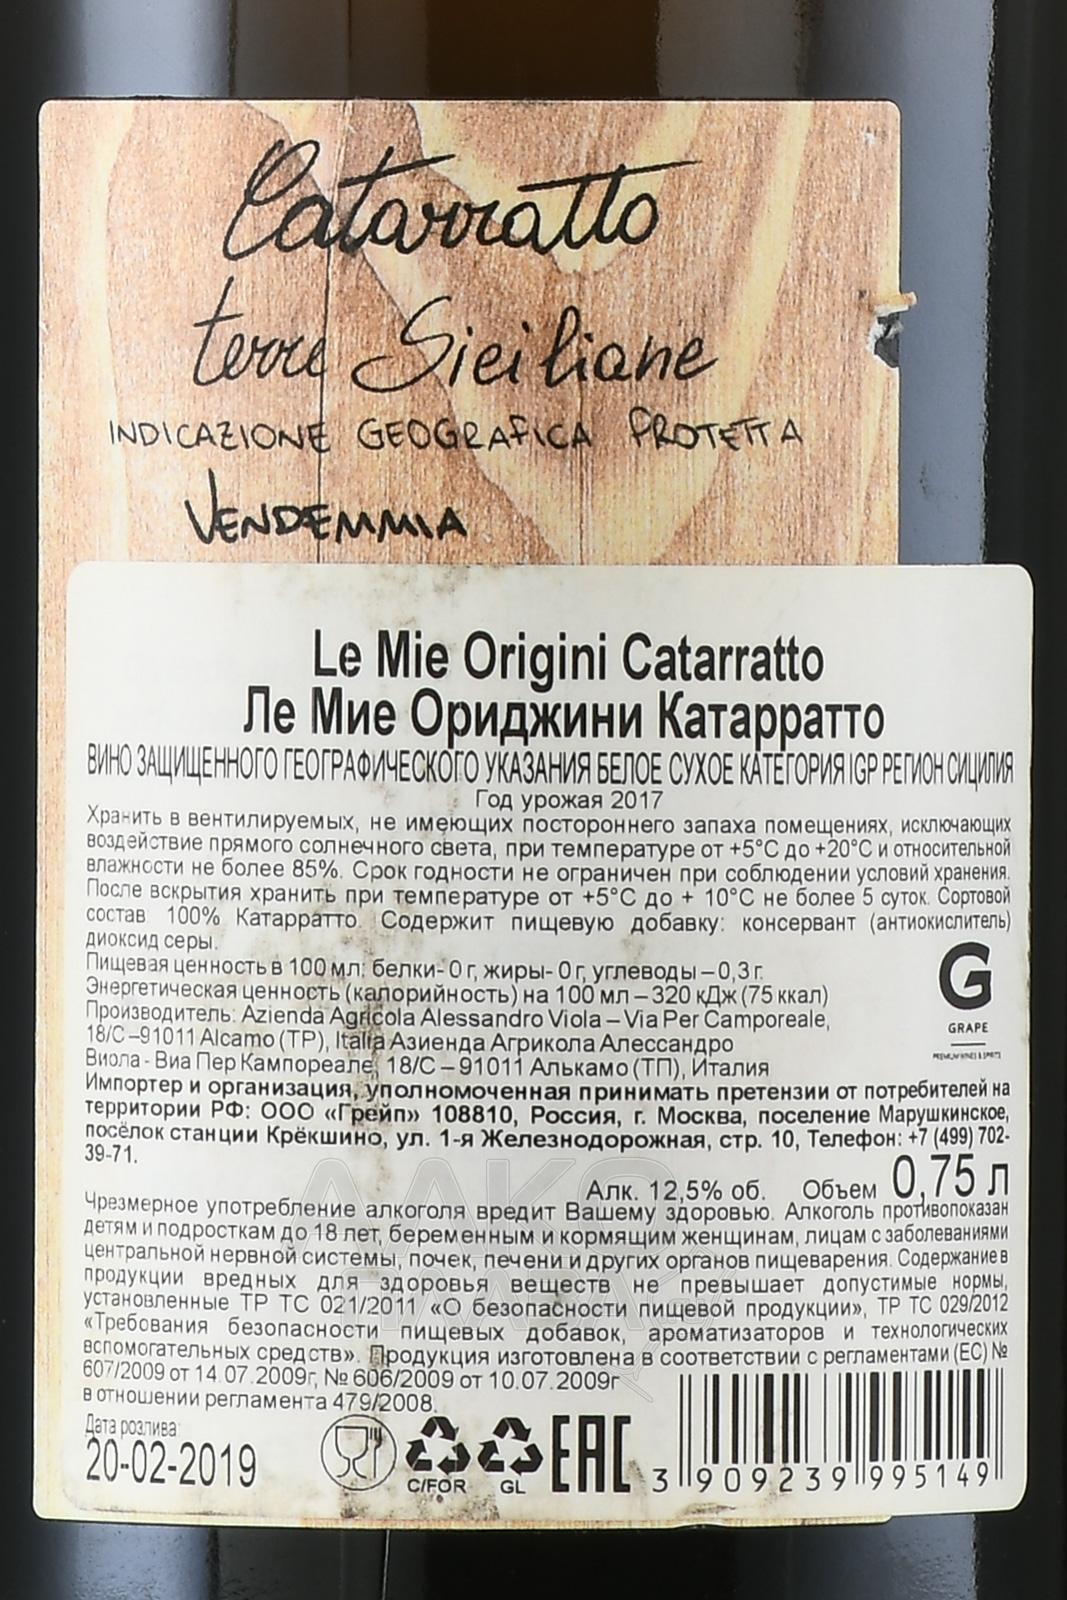 Catarratto
terre Siciliane
INDICAZIONE GEOGRAFICA PROTETTA
VENDEMMIA
Le Mie Origini Catarratto
Ле Мие Ориджини Катарратто
ВИНО ЗАЩИЩЕННОГО ГЕОГРАФИЧЕСКОГО УКАЗАНИЯ БЕЛОЕ СУХОЕ КАТЕГОРИЯ IGP РЕГИОН СИЦИЛИЯ
Год урожая 2017
Хранить в вентилируемых, не имеющих постороннего запаха помещениях, исключающих
воздействие прямого солнечного света, при температуре от +5°С до +20°С и относительной
влажности не более 85%. Срок годности не ограничен при соблюдении условий хранения.
После вскрытия хранить при температуре от +5°С до + 10°С не более 5 суток. Сортовой
состав: 100% Катарратто. Содержит пищевую добавку: консервант (антиокислитель)
диоксид серы.
Пищевая ценность в 100 мл: белки- 0 г, жиры- 0 г, углеводы – 0,3 г.
Энергетическая ценность (калорийность) на 100 мл – 320 кДж (75 ккал)
Производитель: Azienda Agricola Alessandro Viola – Via Per Camporeale,
18/C –91011 Alcamo (TP), Italia Азиенда Агрикола Алессандро
Виола - Виа Пер Кампореале, 18/С – 91011 Алькамо (ТП), Италия
Импортер и организация, уполномоченная принимать претензии от потребителей на
территории РФ: ООО «Грейп» 108810, Россия, г. Москва, поселение Марушкинское,
посёлок станции Крёкшино, ул. 1-я Железнодорожная, стр. 10, Телефон: +7 (499) 702-
39-71.
G
GRAPE
PREMIUM WINES & SPIRITS
Алк. 12,5% об. Объем 0,75 л
Чрезмерное употребление алкоголя вредит Вашему здоровью. Алкоголь противопоказан
детям и подросткам до 18 лет, беременным и кормящим женщинам, лицам с заболеваниями
центральной нервной системы, почек, печени и других органов пищеварения. Содержание в
продукции вредных для здоровья веществ не превышает допустимые нормы,
установленные ТР ТС 021/2011 «О безопасности пищевой продукции», ТР ТС 029/2012
«Требования безопасности пищевых добавок, ароматизаторов и технологических
вспомогательных средств». Продукция изготовлена в соответствии с регламентами (ЕС) №
607/2009 от 14.07.2009г, № 606/2009 от 10.07.2009г
в отношении регламента 479/2008.
Дата розлива:
20-02-2019
C/FOR
GL
EAC
3 909239 995149